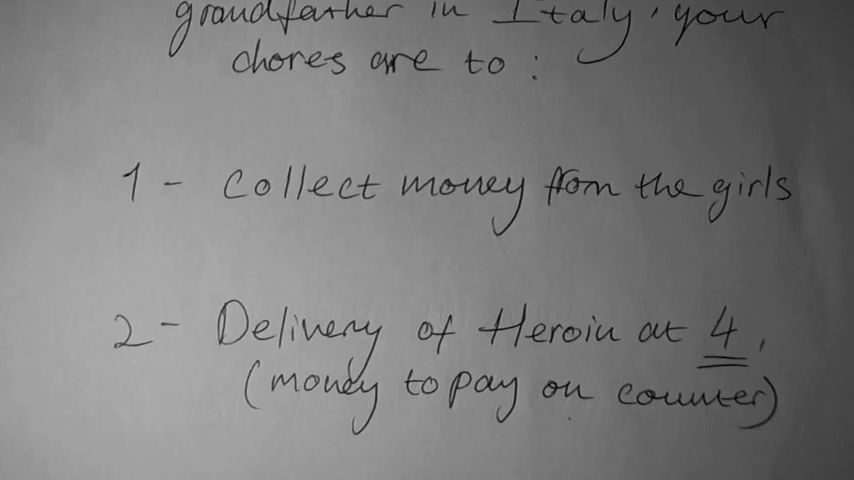 grandfather in Italy, your
chores are to :
1 - Collect money from the girls
2 - Delivery of Heroin at 4,
(money to pay on counter)